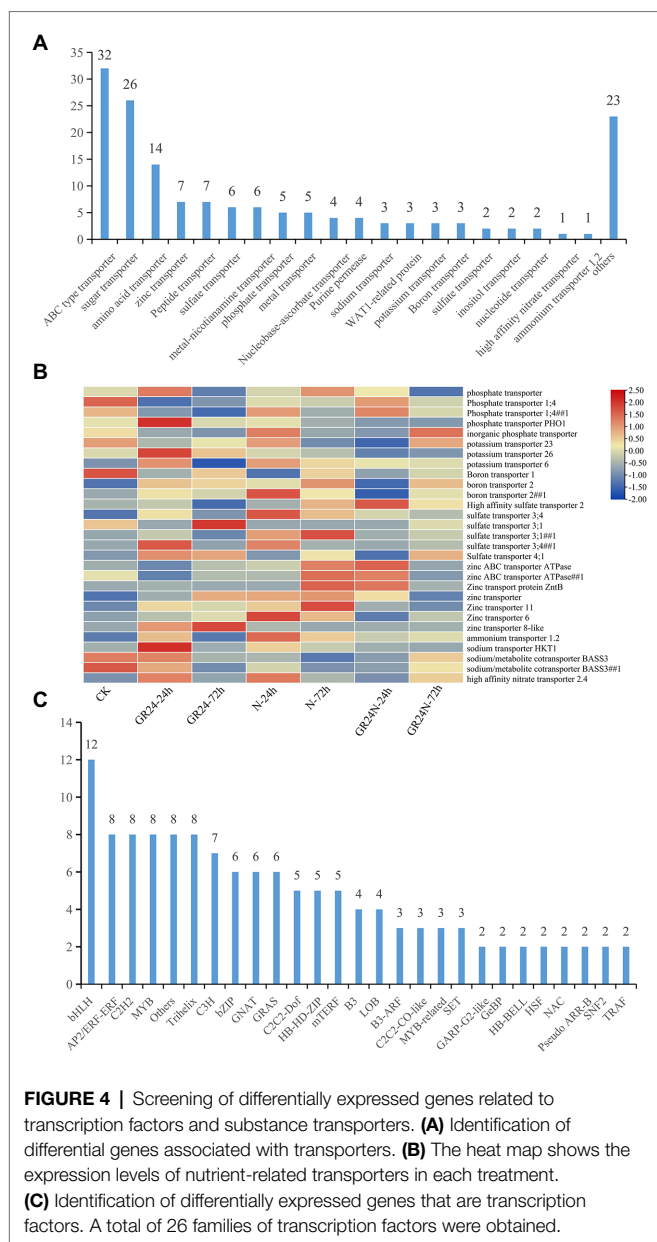 A
35
30
25
20
15
10
5
0
32
26
14
7
7
6
6
5
5
4
4
3
3
3
3
2
2
2
1
1
23
ABC type transporter
sugar transporter
amino acid transporter
zinc transporter
Peptide transporter
sulfate transporter
metal-nicotianamine transporter
phosphate transporter
metal transporter
Nucleobase-ascorbate transporter
Purine permease
sodium transporter
WAT1-related protein
potassium transporter
Boron transporter
sulfate transporter
inositol transporter
nucleotide transporter
high affinity nitrate transporter
ammonium transporter 1.2
others
B
phosphate transporter
Phosphate transporter 1;4
Phosphate transporter 1;4##1
phosphate transporter PHO1
inorganic phosphate transporter
potassium transporter 23
potassium transporter 26
potassium transporter 6
Boron transporter 1
boron transporter 2
boron transporter 2##1
High affinity sulfate transporter 2
sulfate transporter 3;4
sulfate transporter 3;1
sulfate transporter 3;1##1
sulfate transporter 3;4##1
Sulfate transporter 4;1
zinc ABC transporter ATPase
zinc ABC transporter ATPase##1
Zinc transport protein ZntB
zinc transporter
Zinc transporter 11
Zinc transporter 6
zinc transporter 8-like
ammonium transporter 1.2
sodium transporter HKT1
sodium/metabolite cotransporter BASS3
sodium/metabolite cotransporter BASS3##1
high affinity nitrate transporter 2.4
2.50
2.00
1.50
1.00
0.50
0.00
-0.50
-1.00
-1.50
-2.00
CK
GR24-24h
GR24-72h
N-24h
N-72h
GR24N-24h
GR24N-72h
C
14
12
10
8
6
4
2
0
12
8
8
8
8
8
7
6
6
6
5
5
5
4
4
3
3
3
3
2
2
2
2
2
2
2
2
bHLH
AP2/ERF-ERF
C2H2
MYB
Others
Trihelix
C3H
bZIP
GNAT
GRAS
C2C2-Dof
HB-HD-ZIP
mTERF
B3
LOB
B3-ARF
C2C2-CO-like
MYB-related
SET
GARP-G2-like
GeBP
HB-BELL
HSF
NAC
Pseudo ARR-B
SNF2
TRAF
FIGURE 4 | Screening of differentially expressed genes related to
transcription factors and substance transporters. (A) Identification of
differential genes associated with transporters. (B) The heat map shows the
expression levels of nutrient-related transporters in each treatment.
(C) Identification of differentially expressed genes that are transcription
factors. A total of 26 families of transcription factors were obtained.